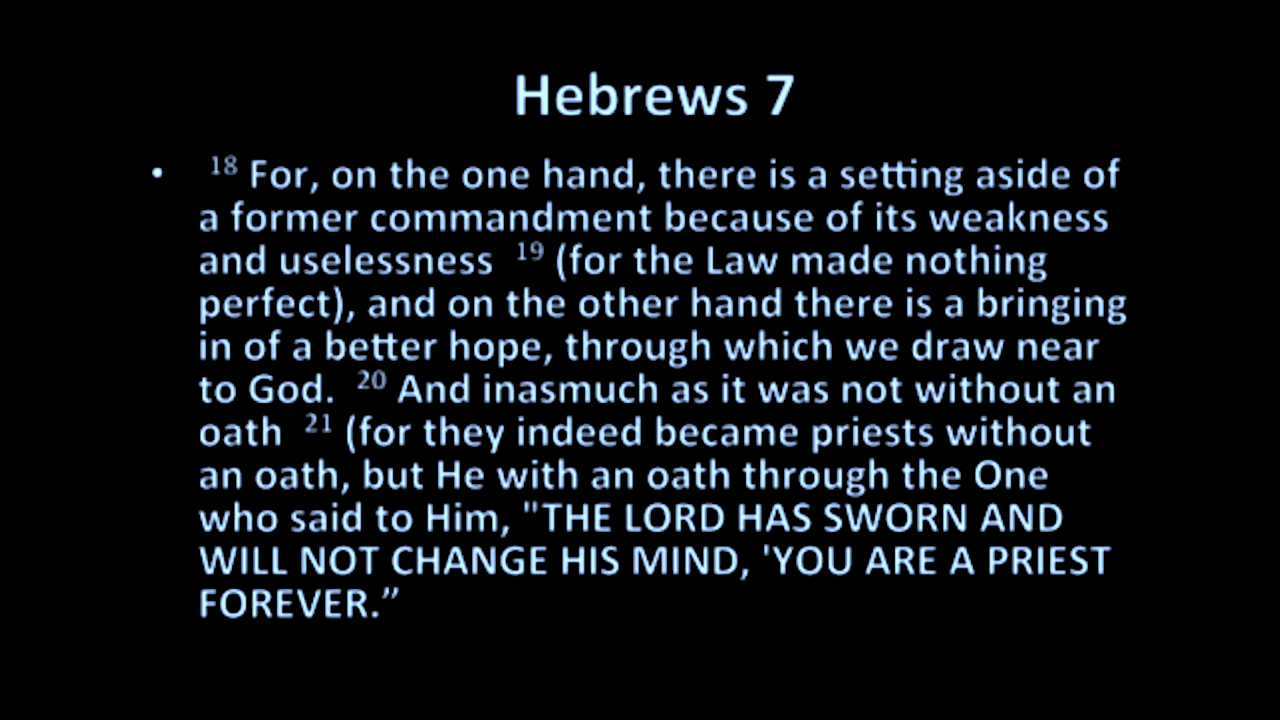 Hebrews 7
• 18 For, on the one hand, there is a setting aside of
a former commandment because of its weakness
and uselessness 19 (for the Law made nothing
perfect), and on the other hand there is a bringing
in of a better hope, through which we draw near
to God. 20 And inasmuch as it was not without an
oath 21 (for they indeed became priests without
an oath, but He with an oath through the One
who said to Him, "THE LORD HAS SWORN AND
WILL NOT CHANGE HIS MIND, 'YOU ARE A PRIEST
FOREVER.”